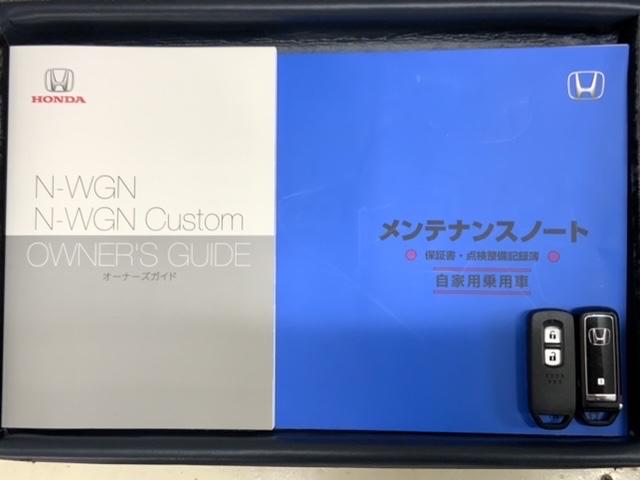 HONDA
N-WGN
N-WGN Custom
OWNER'S GUIDE
オーナーズガイド
メンテナンスノート
保証書・点検整備記録簿
自家用乗用車